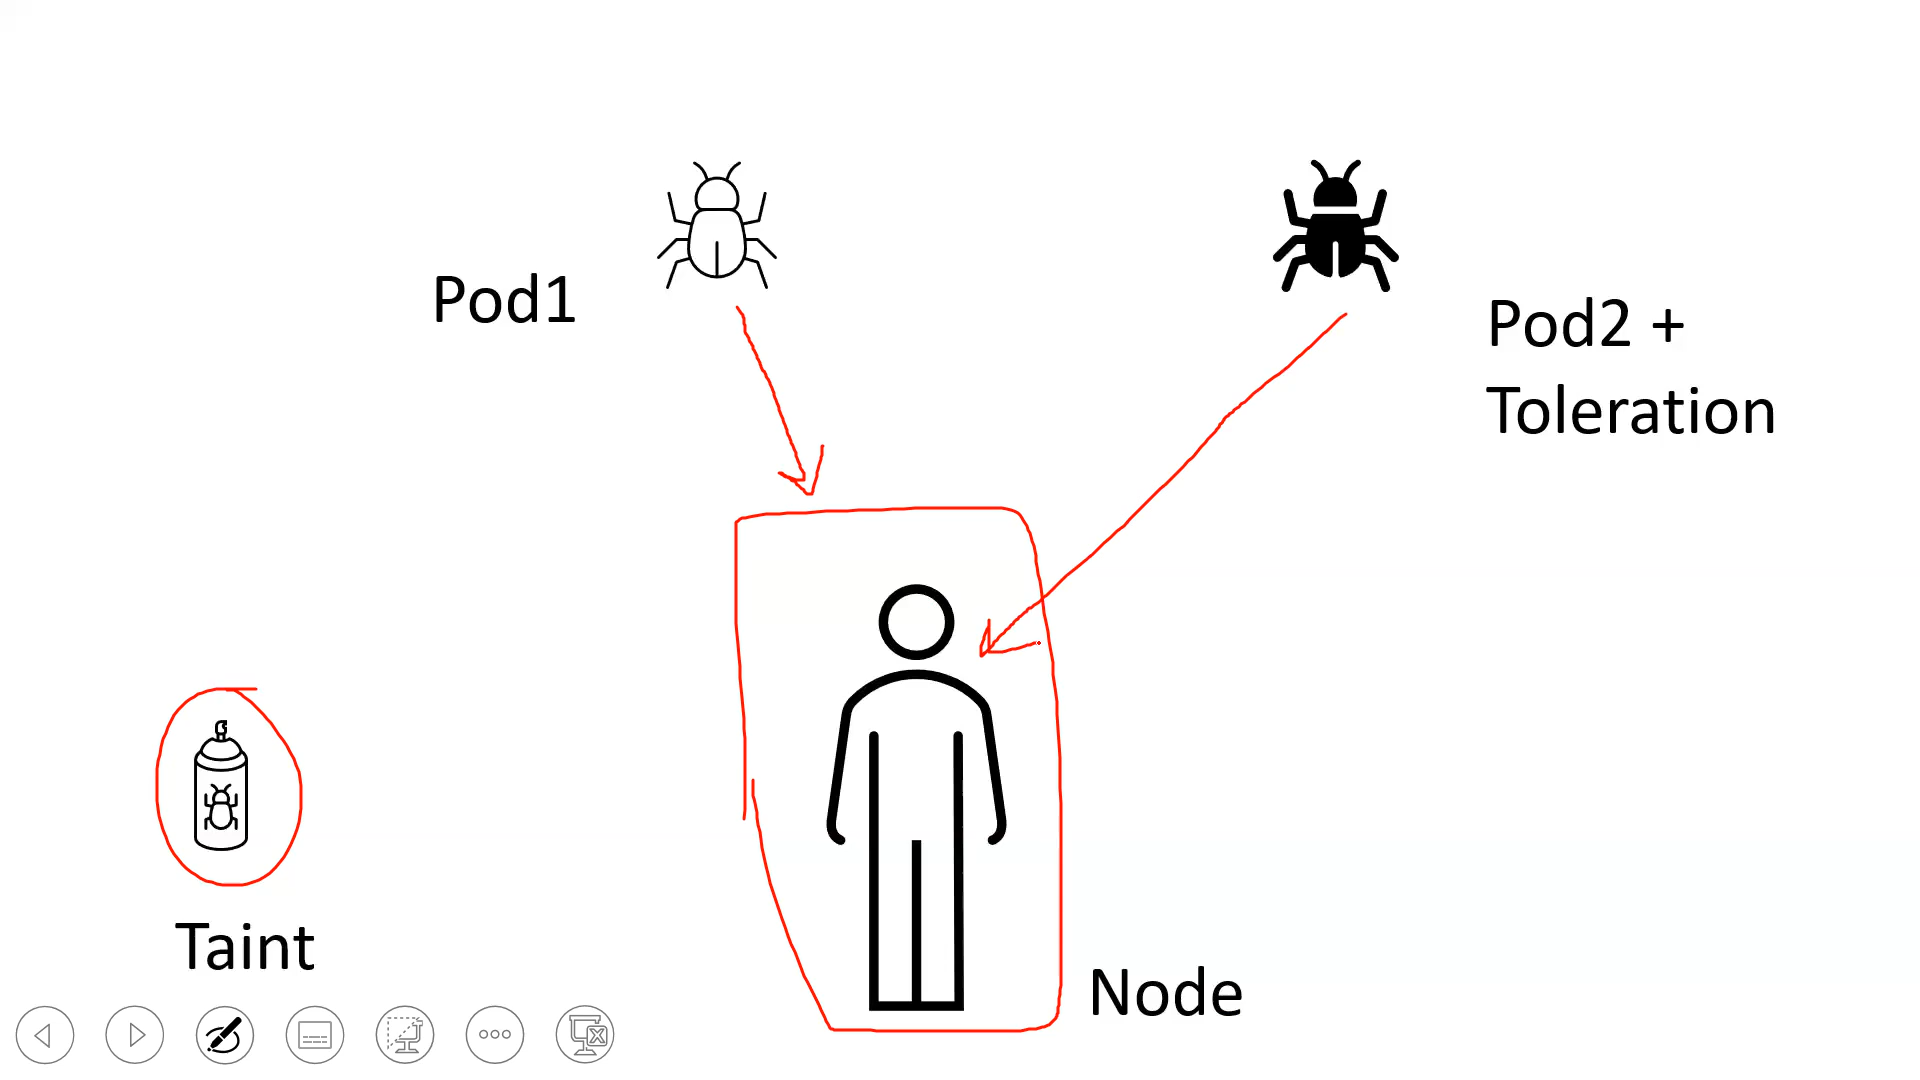 Pod1
Pod2 +
Toleration
Taint
Node